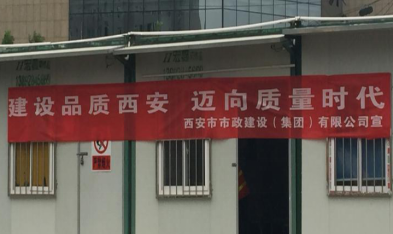 建设品质西安 迈向质量时代
西安市市政建设（集团）有限公司宣